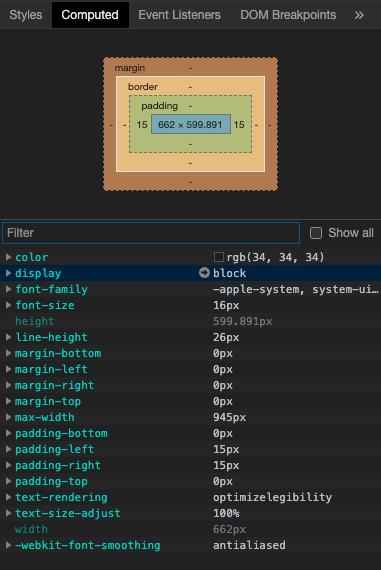 Styles Computed Event Listeners DOM Breakpoints »
margin -
border -
padding -
- - 15 662 × 599.891 15 - -
-
-
-
Filter Show all
color rgb(34, 34, 34)
display block
font-family -apple-system, system-ui…
font-size 16px
height 599.891px
line-height 26px
margin-bottom 0px
margin-left 0px
margin-right 0px
margin-top 0px
max-width 945px
padding-bottom 0px
padding-left 15px
padding-right 15px
padding-top 0px
text-rendering optimizelegibility
text-size-adjust 100%
width 662px
-webkit-font-smoothing antialiased